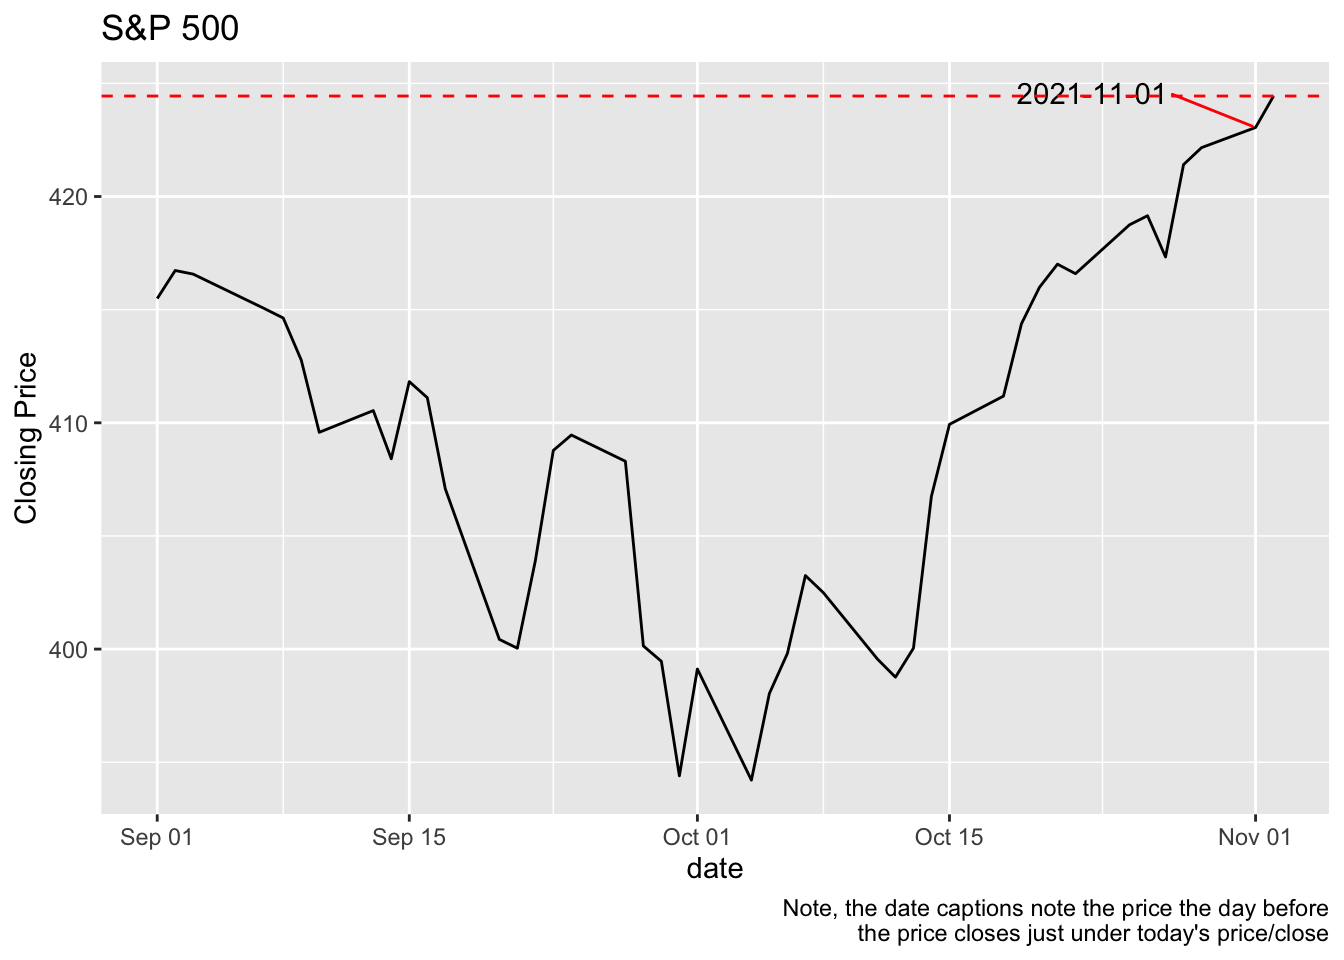 S&P 500
2021-11-01
Closing Price
420
410
400
Sep 01
Sep 15
Oct 01
Oct 15
Nov 01
date
Note, the date captions note the price the day before
the price closes just under today's price/close